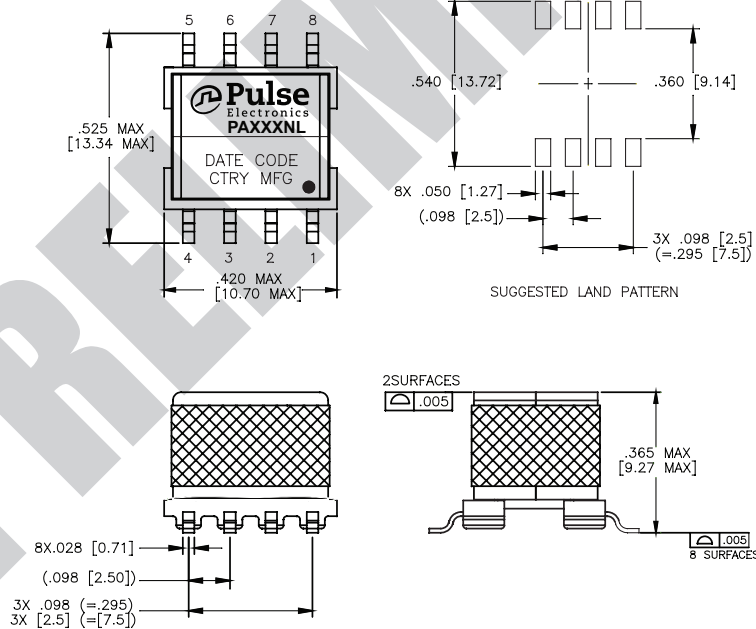 5 6 7 8
Pulse
Electronics
PAXXXNL
DATE CODE
CTRY MFG
.525 MAX
[13.34 MAX]
4 3 2 1
.420 MAX
[10.70 MAX]
.540 [13.72]
.360 [9.14]
8X .050 [1.27]
(.098 [2.5])
3X .098 [2.5]
(=.295 [7.5])
SUGGESTED LAND PATTERN
PRELIM
2SURFACES
.005
.365 MAX
[9.27 MAX]
.005
8 SURFACES
8X.028 [0.71]
(.098 [2.50])
3X .098 (=.295)
3X [2.5] (=[7.5])